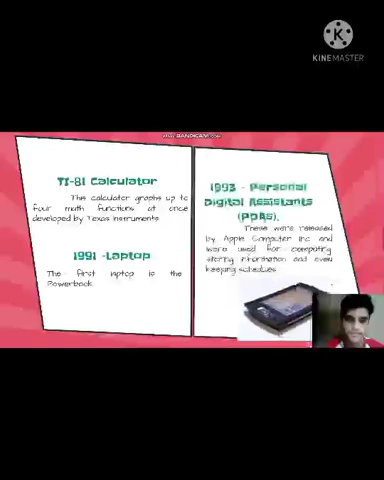 K
KINEMASTER
TI-81 Calculator
The calculator graphs up to
four math functions at once
developed by Texas Instruments
1991 -Laptop
The first laptop is the
Powerbook
1993 - Personal
Digital Assistants
(PDAs).
These were released
by Apple Computer Inc and
were used for computing,
storing information and even
keeping schedules